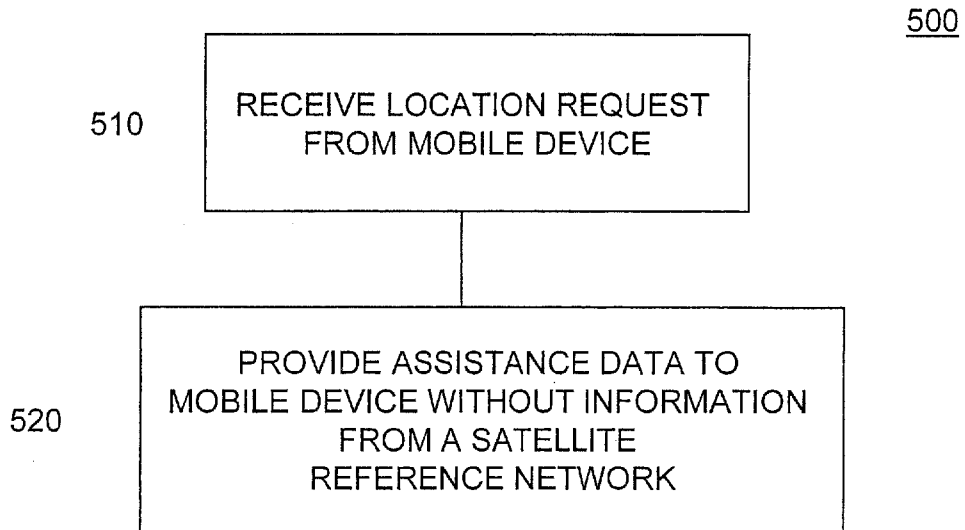 500
510
RECEIVE LOCATION REQUEST
FROM MOBILE DEVICE
520
PROVIDE ASSISTANCE DATA TO
MOBILE DEVICE WITHOUT INFORMATION
FROM A SATELLITE
REFERENCE NETWORK